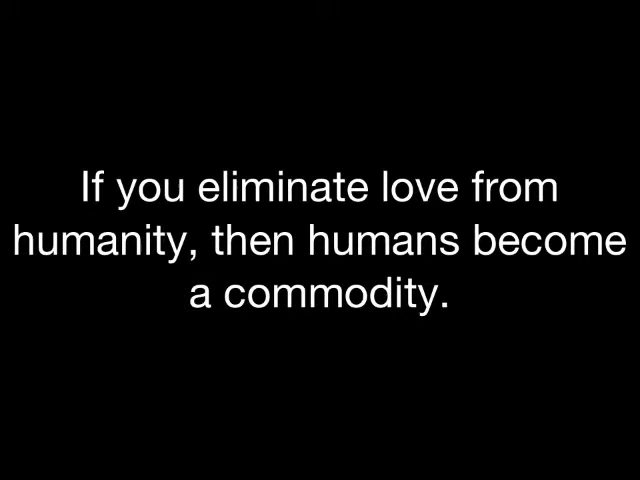 If you eliminate love from
humanity, then humans become
a commodity.